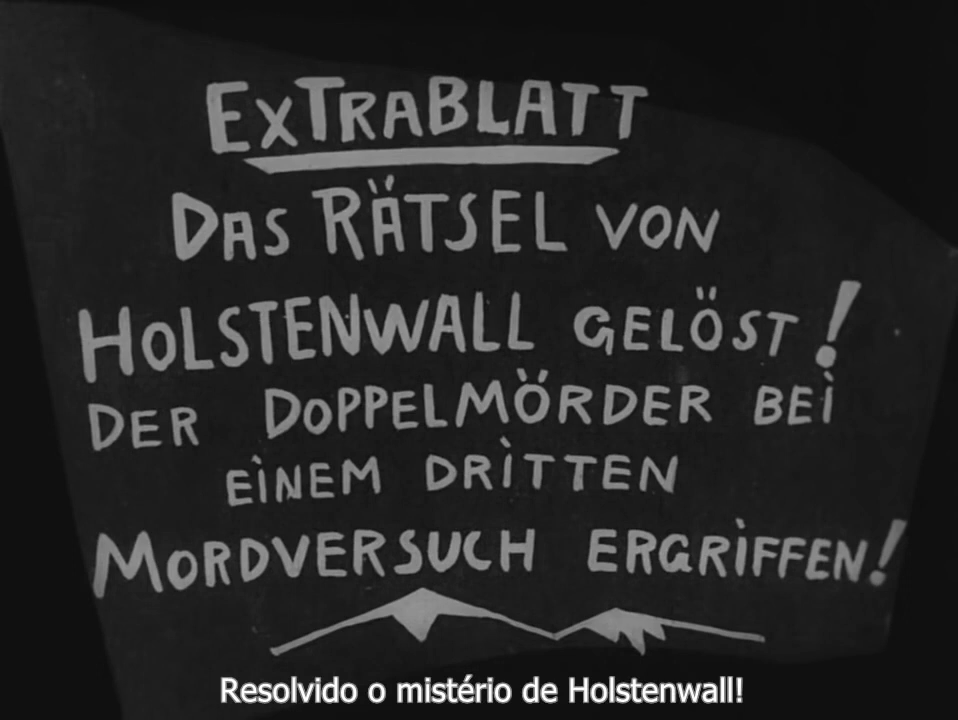 EXTRABLATT
DAS RÄTSEL VON
HOLSTENWALL GELÖST!
DER DOPPELMÖRDER BEI
EINEM DRITTEN
MORDVERSUCH ERGRIFFEN!
Resolvido o mistério de Holstenwall!